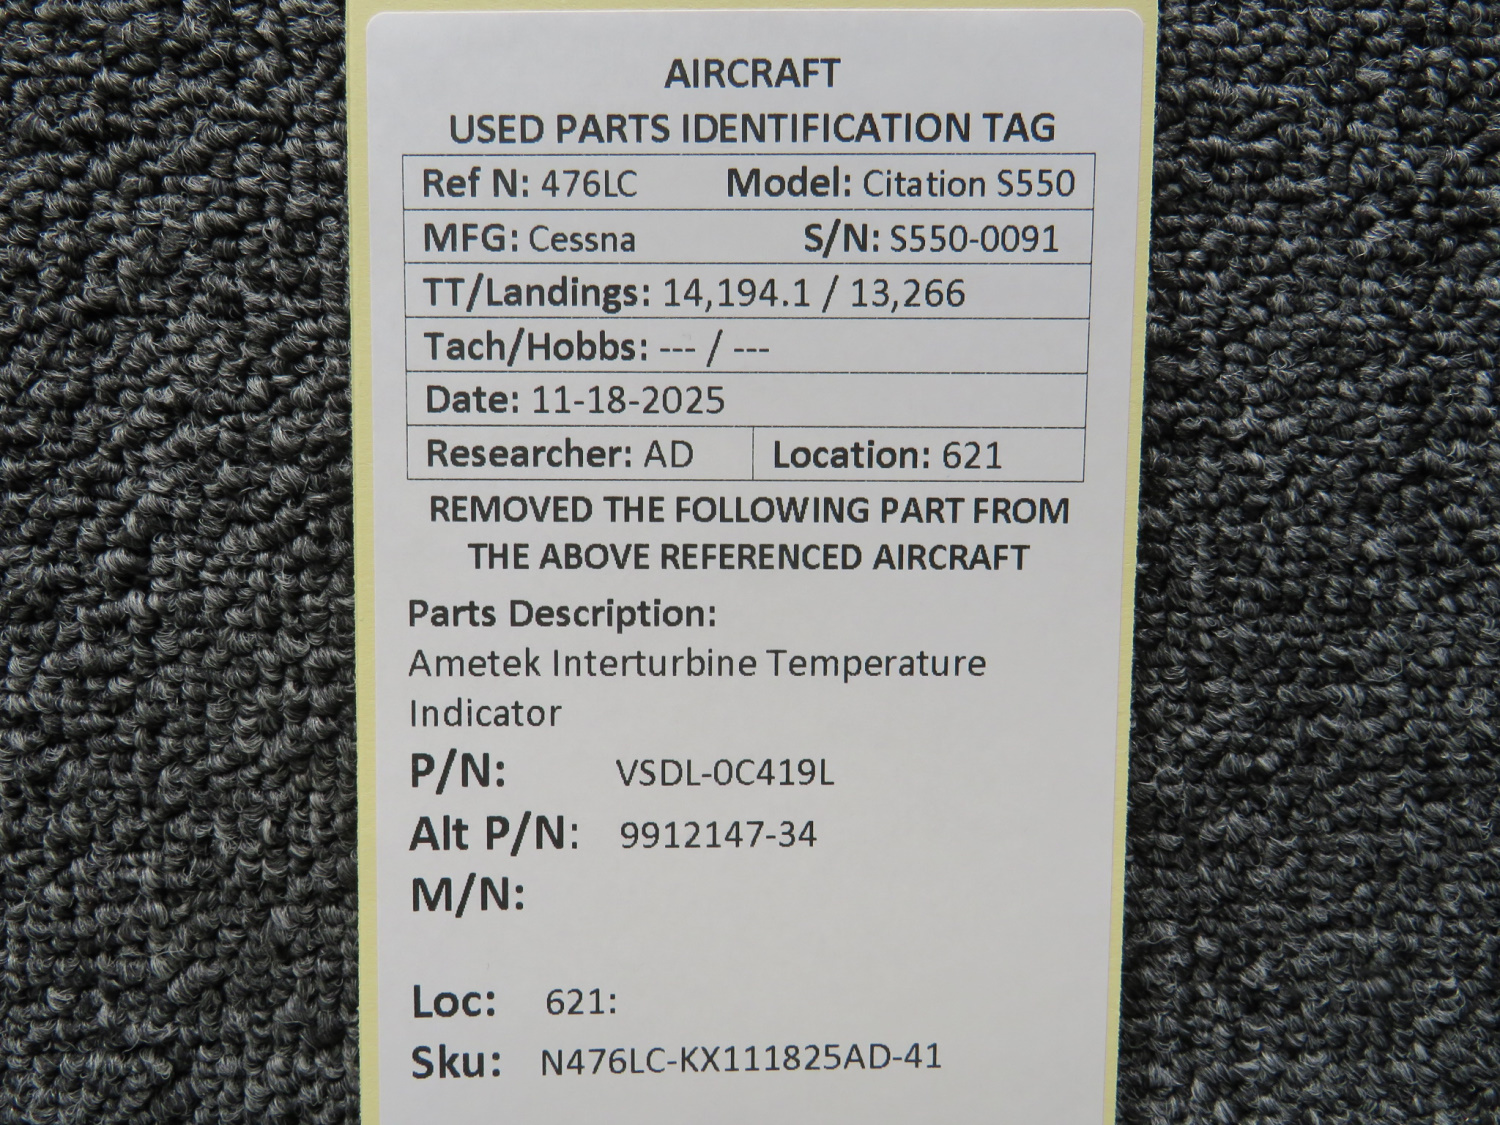 AIRCRAFT
USED PARTS IDENTIFICATION TAG
Ref N: 476LC Model: Citation S550
MFG: Cessna S/N: S550-0091
TT/Landings: 14,194.1 / 13,266
Tach/Hobbs: --- / ---
Date: 11-18-2025
Researcher: AD Location: 621
REMOVED THE FOLLOWING PART FROM
THE ABOVE REFERENCED AIRCRAFT
Parts Description:
Ametek Interturbine Temperature
Indicator
P/N: VSDL-0C419L
Alt P/N: 9912147-34
M/N:
Loc: 621:
Sku: N476LC-KX111825AD-41